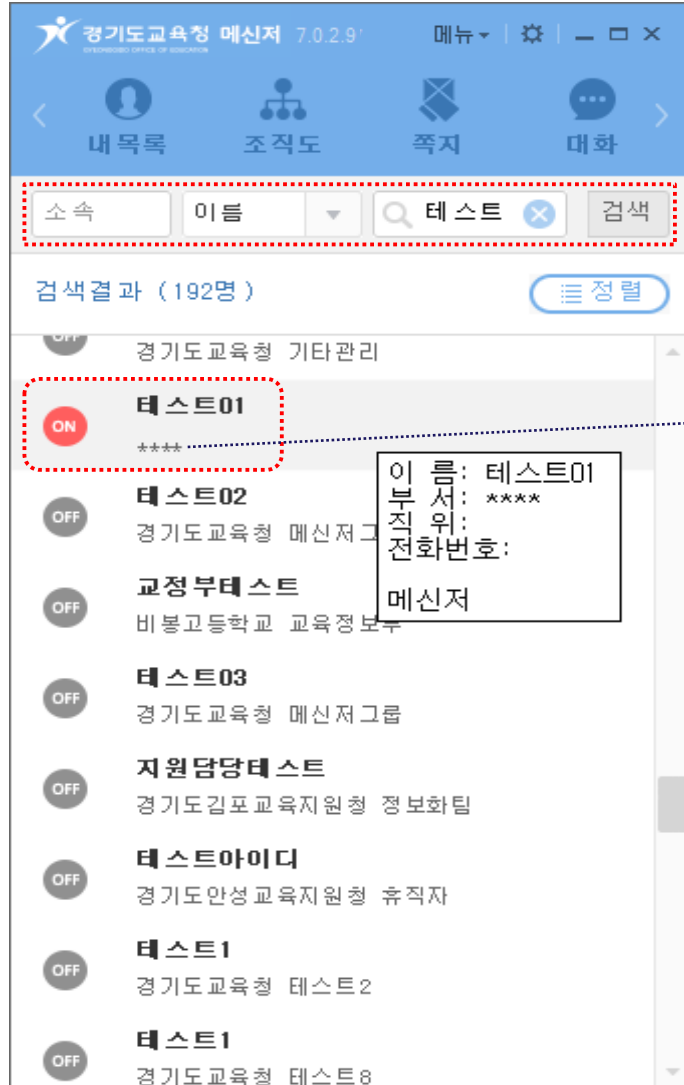 경기도교육청 메신저 7.0.2.9
GYEONGGIDO OFFICE OF EDUCATION
메뉴
내목록 조직도 쪽지 대화
소속 이름 테스트 검색
검색결과 (192명) 정렬
OFF
경기도교육청 기타관리
ON
테스트01
****
OFF
테스트02
경기도교육청 메신저그
이 름: 테스트01
부 서: ****
직 위:
전화번호:
메신저
OFF
교정부테스트
비봉고등학교 교육정보부
OFF
테스트03
경기도교육청 메신저그룹
OFF
지원담당테스트
경기도김포교육지원청 정보화팀
OFF
테스트아이디
경기도안성교육지원청 휴직자
OFF
테스트1
경기도교육청 테스트2
OFF
테스트1
경기도교육청 테스트8